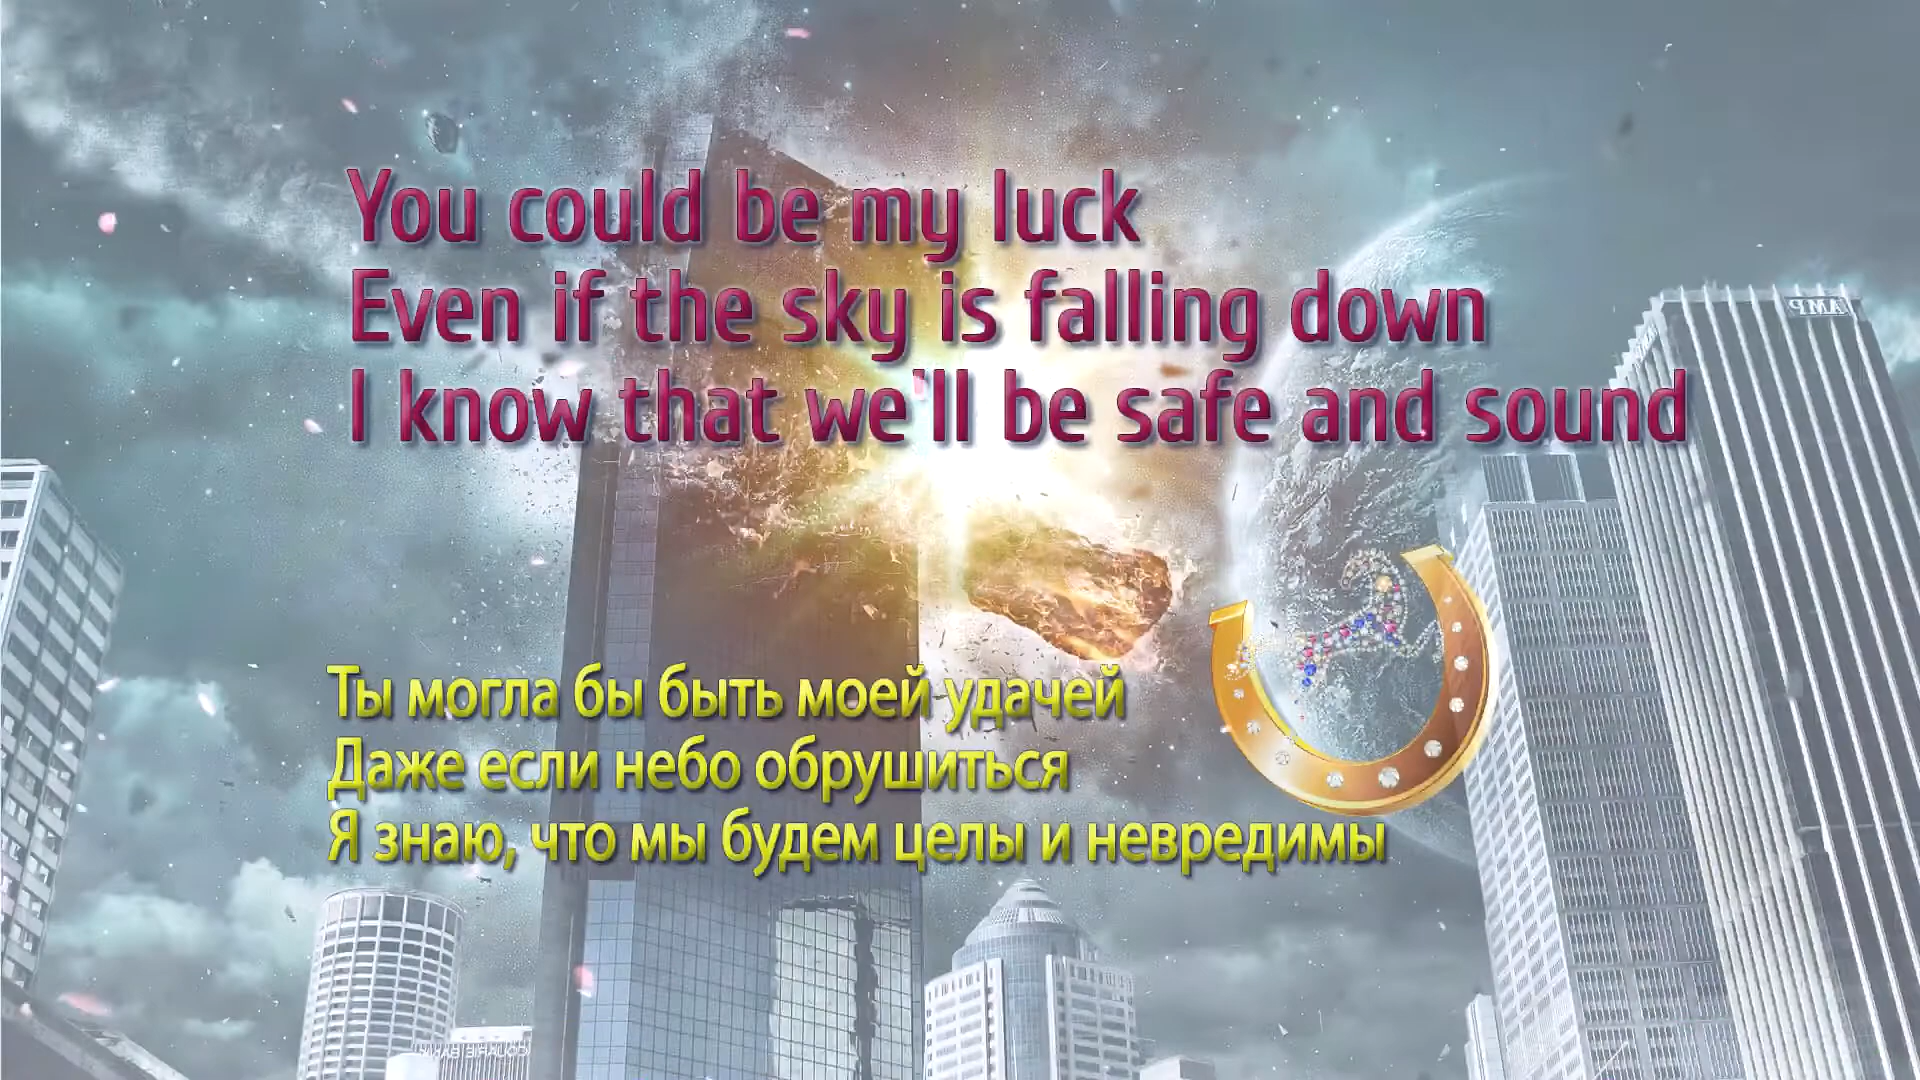 You could be my luck
Even if the sky is falling down
I know that we'll be safe and sound
AMP
Ты могла бы быть моей удачей
Даже если небо обрушиться
Я знаю, что мы будем целы и невредимы